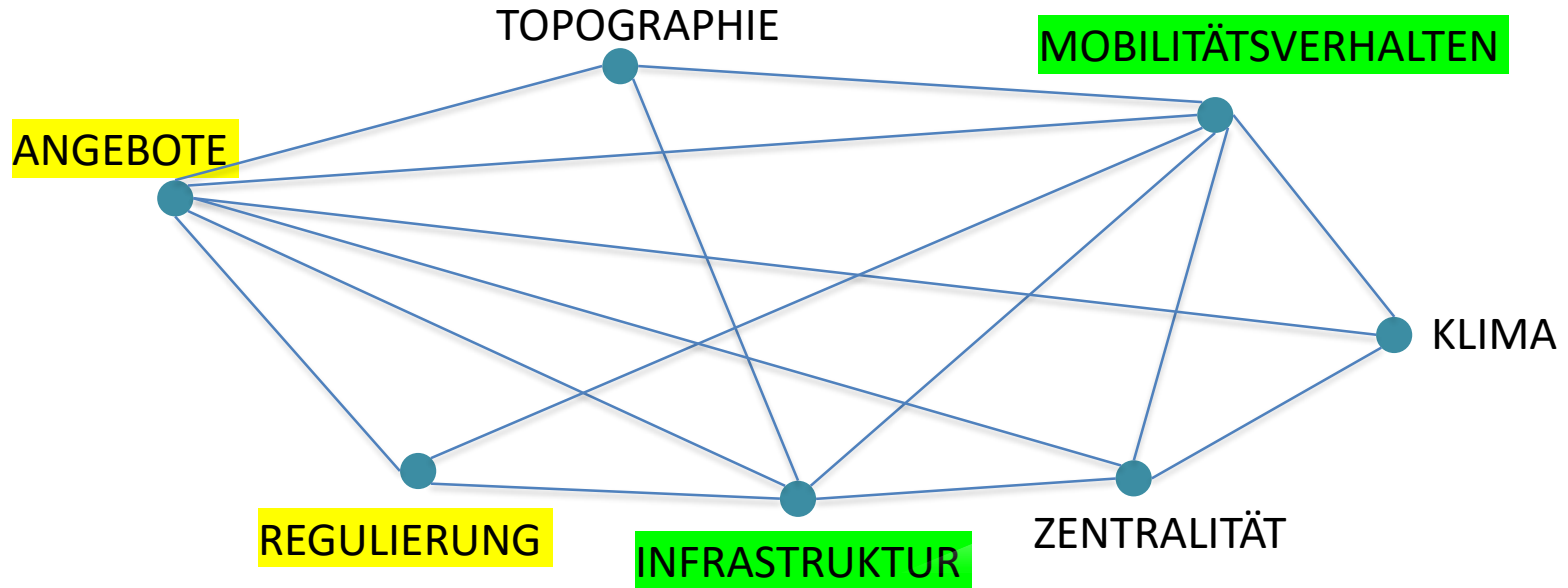 TOPOGRAPHIE
MOBILITÄTSVERHALTEN
ANGEBOTE
KLIMA
REGULIERUNG
INFRASTRUKTUR
ZENTRALITÄT